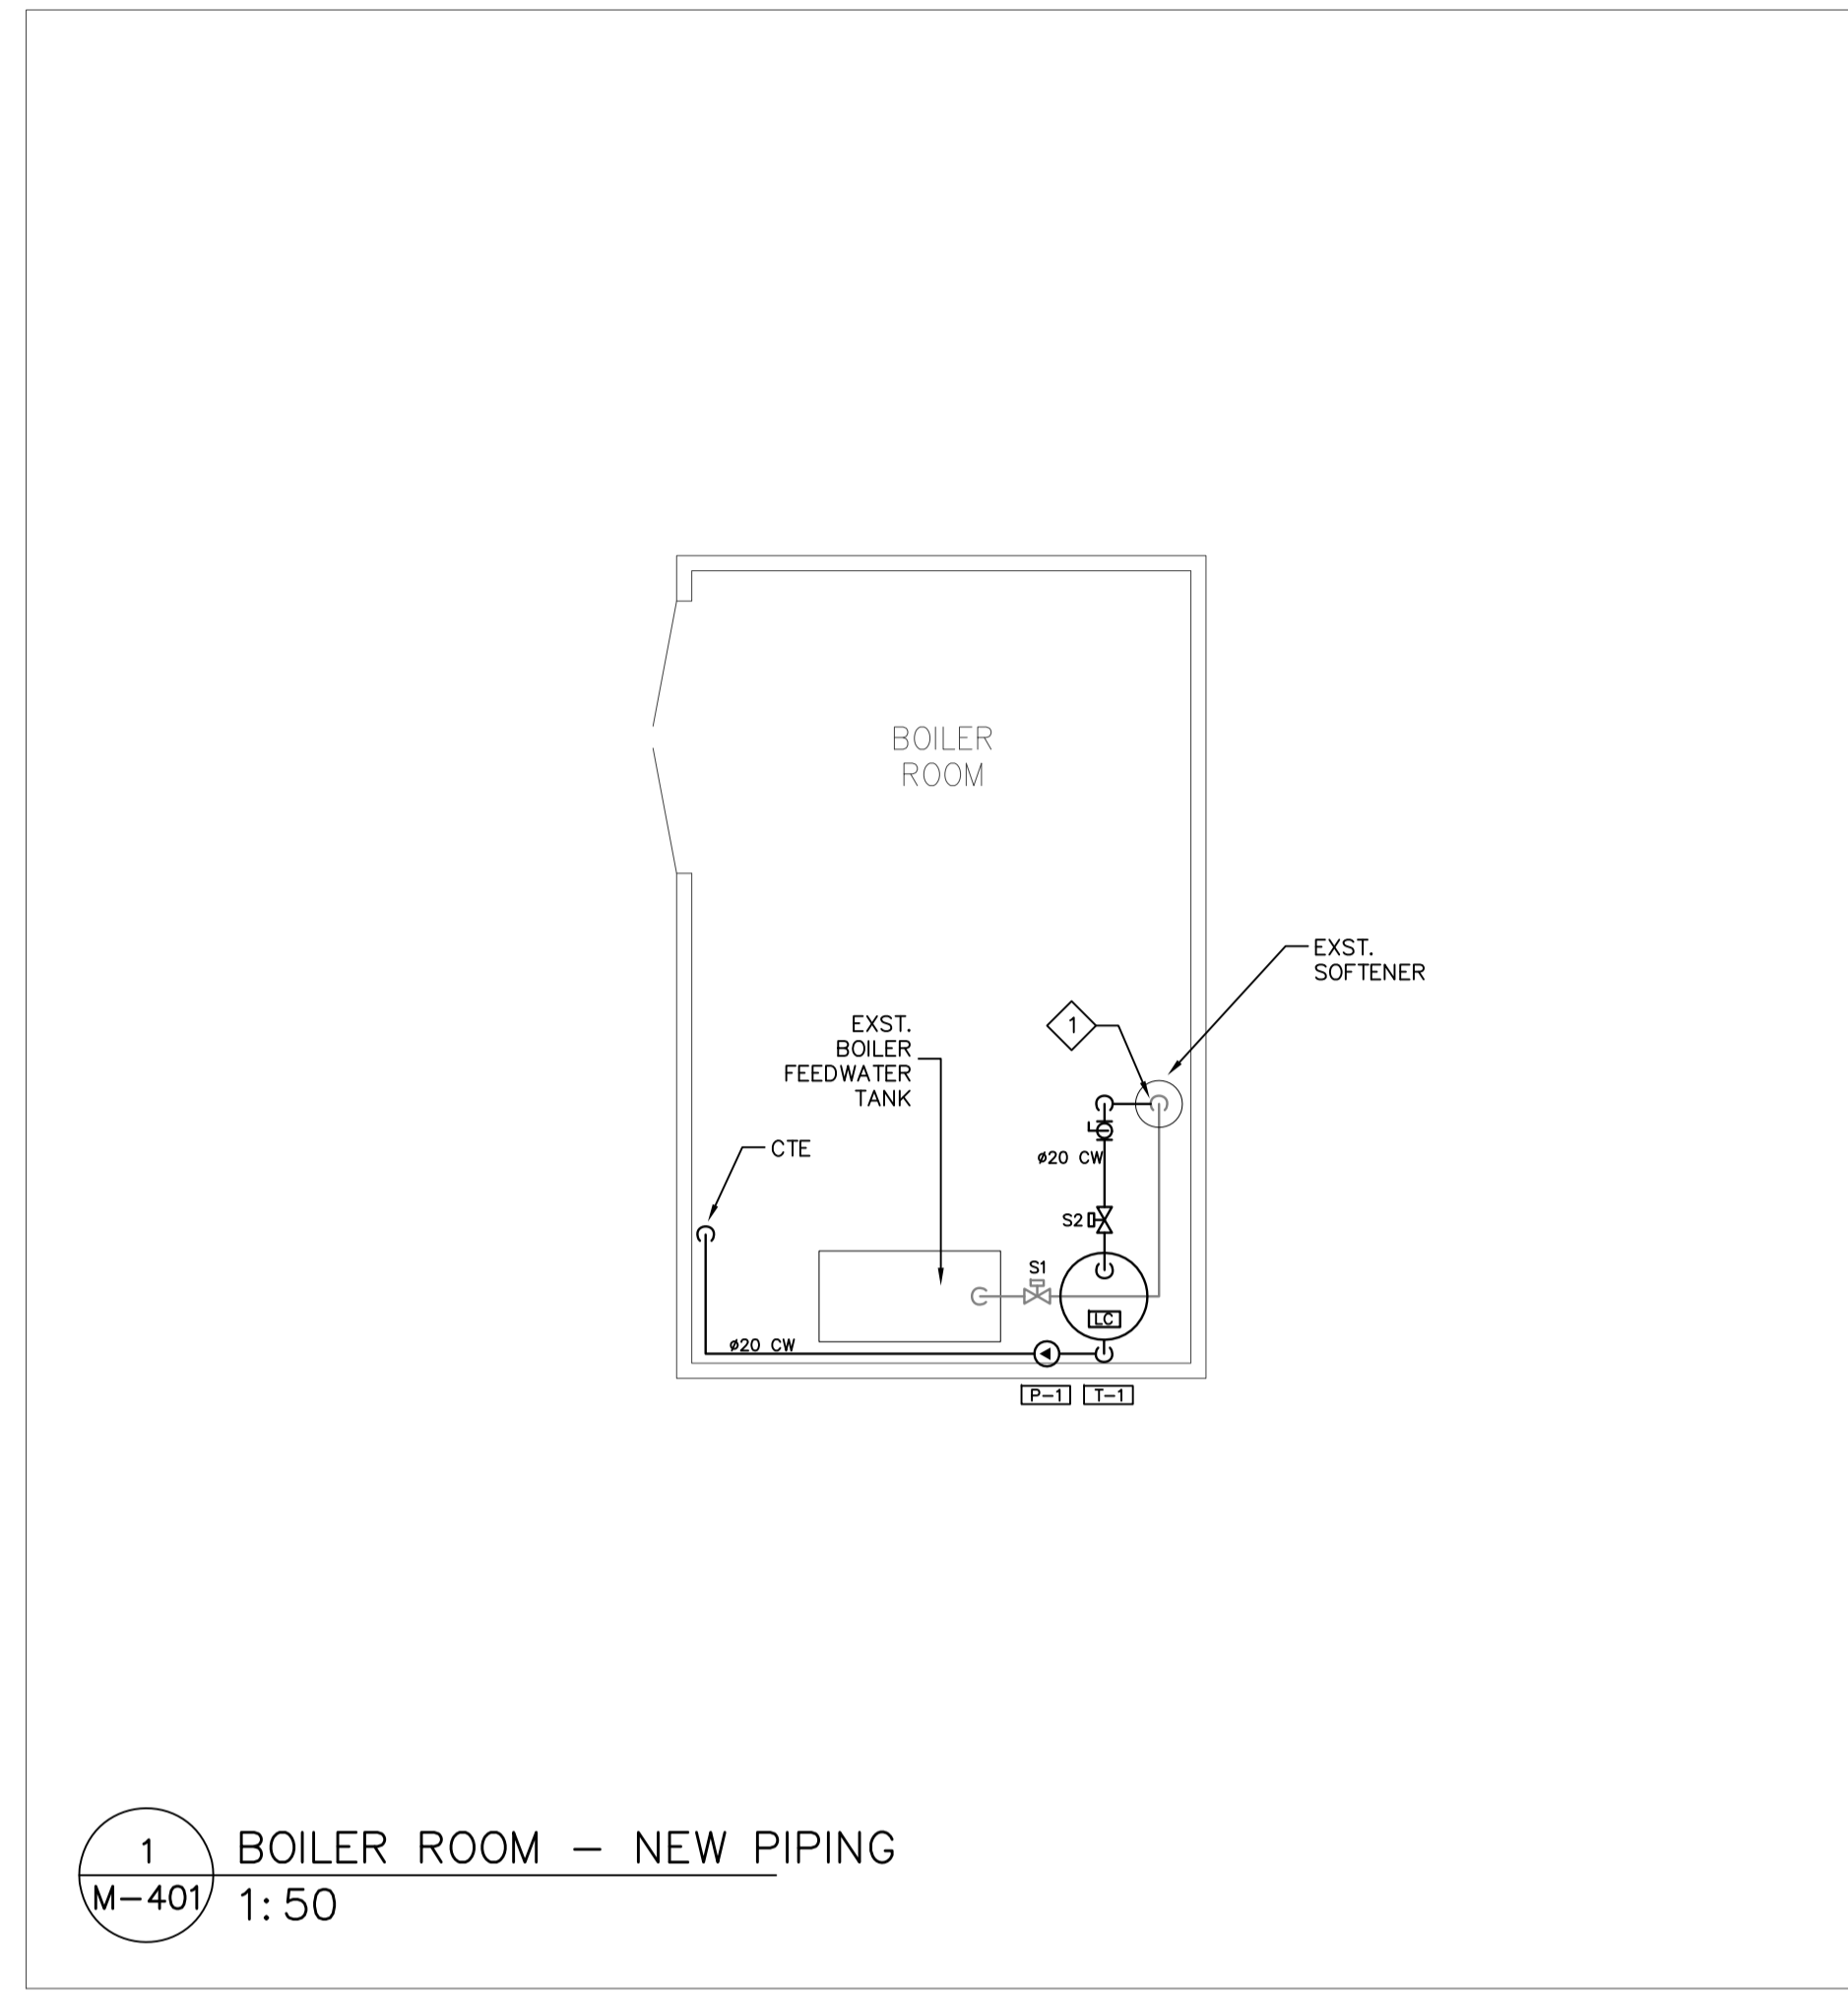 BOILER
ROOM
EXST.
SOFTENER
EXST.
BOILER
FEEDWATER
TANK
1
CTE
ø20 CW
S2
S1
LC
ø20 CW
P-1
T-1
1
M-401
BOILER ROOM - NEW PIPING
1:50